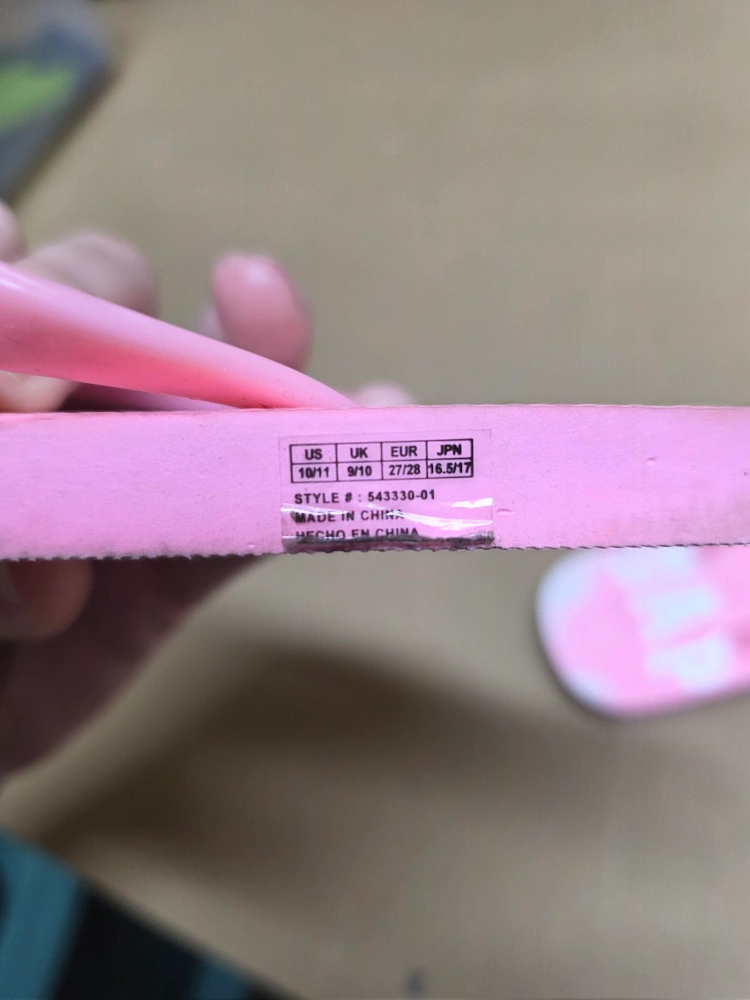 US UK EUR JPN
10/11 9/10 27/28 16.5/17
STYLE # : 543330-01
MADE IN CHINA
HECHO EN CHINA